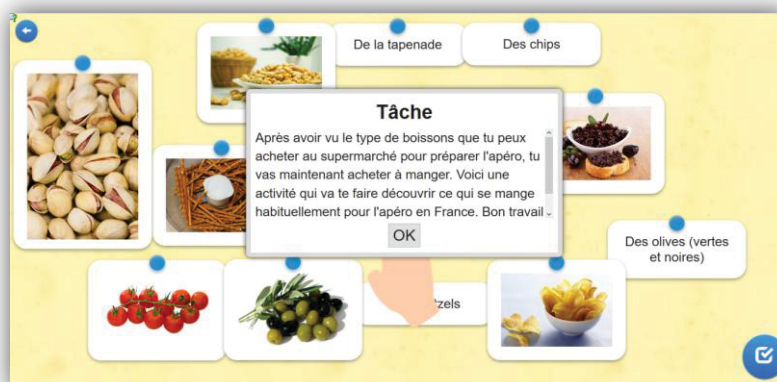 De la tapenade
Des chips
Tâche
Après avoir vu le type de boissons que tu peux
acheter au supermarché pour préparer l'apéro, tu
vas maintenant acheter à manger. Voici une
activité qui va te faire découvrir ce qui se mange
habituellement pour l'apéro en France. Bon travail
OK
Des olives (vertes
et noires)
tzels